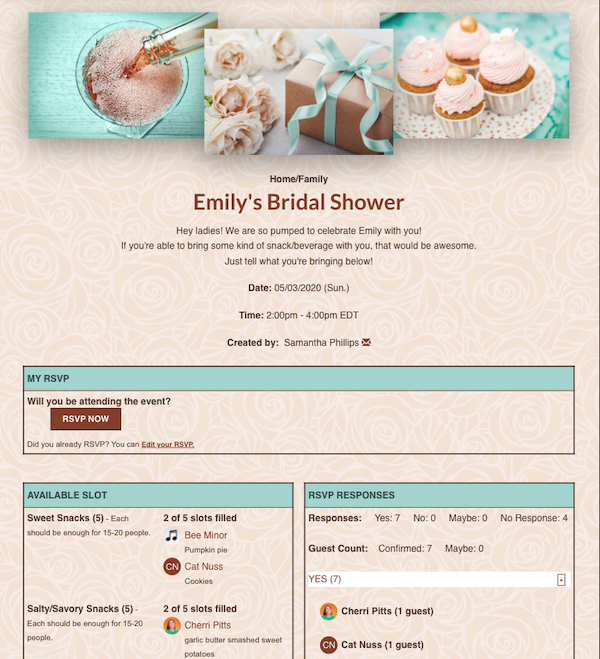 Home/Family
Emily's Bridal Shower
Hey ladies! We are so pumped to celebrate Emily with you!
If you're able to bring some kind of snack/beverage with you, that would be awesome.
Just tell what you're bringing below!
Date: 05/03/2020 (Sun.)
Time: 2:00pm - 4:00pm EDT
Created by: Samantha Phillips
MY RSVP
Will you be attending the event?
RSVP NOW
Did you already RSVP? You can Edit your RSVP.
AVAILABLE SLOT
Sweet Snacks (5) - Each
should be enough for 15-20 people.
2 of 5 slots filled
Bee Minor
Pumpkin pie
CN Cat Nuss
Cookies
Salty/Savory Snacks (5) -
Each should be enough for 15-20
people.
2 of 5 slots filled
Cherri Pitts
garlic butter smashed sweet
potatoes
RSVP RESPONSES
Responses: Yes: 7 No: 0 Maybe: 0 No Response: 4
Guest Count: Confirmed: 7 Maybe: 0
YES (7) -
Cherri Pitts (1 guest)
CN Cat Nuss (1 guest)